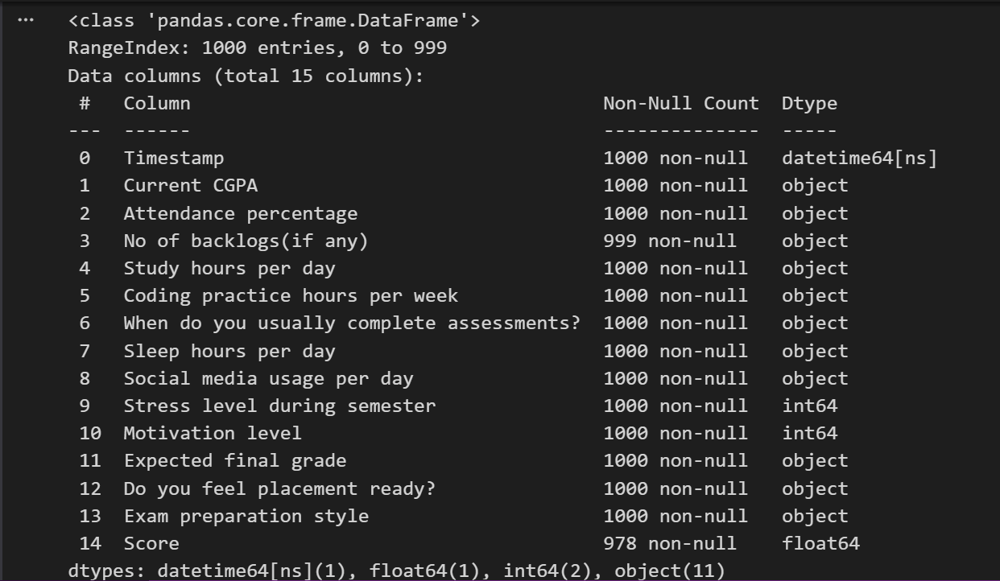 ... <class 'pandas.core.frame.DataFrame'>
RangeIndex: 1000 entries, 0 to 999
Data columns (total 15 columns):
 #   Column                                     Non-Null Count  Dtype
---  ------                                     --------------  -----
 0   Timestamp                                  1000 non-null   datetime64[ns]
 1   Current CGPA                               1000 non-null   object
 2   Attendance percentage                      1000 non-null   object
 3   No of backlogs(if any)                     999 non-null    object
 4   Study hours per day                        1000 non-null   object
 5   Coding practice hours per week             1000 non-null   object
 6   When do you usually complete assessments?  1000 non-null   object
 7   Sleep hours per day                        1000 non-null   object
 8   Social media usage per day                 1000 non-null   object
 9   Stress level during semester               1000 non-null   int64
 10  Motivation level                           1000 non-null   int64
 11  Expected final grade                       1000 non-null   object
 12  Do you feel placement ready?               1000 non-null   object
 13  Exam preparation style                     1000 non-null   object
 14  Score                                      978 non-null    float64
dtypes: datetime64[ns](1), float64(1), int64(2), object(11)